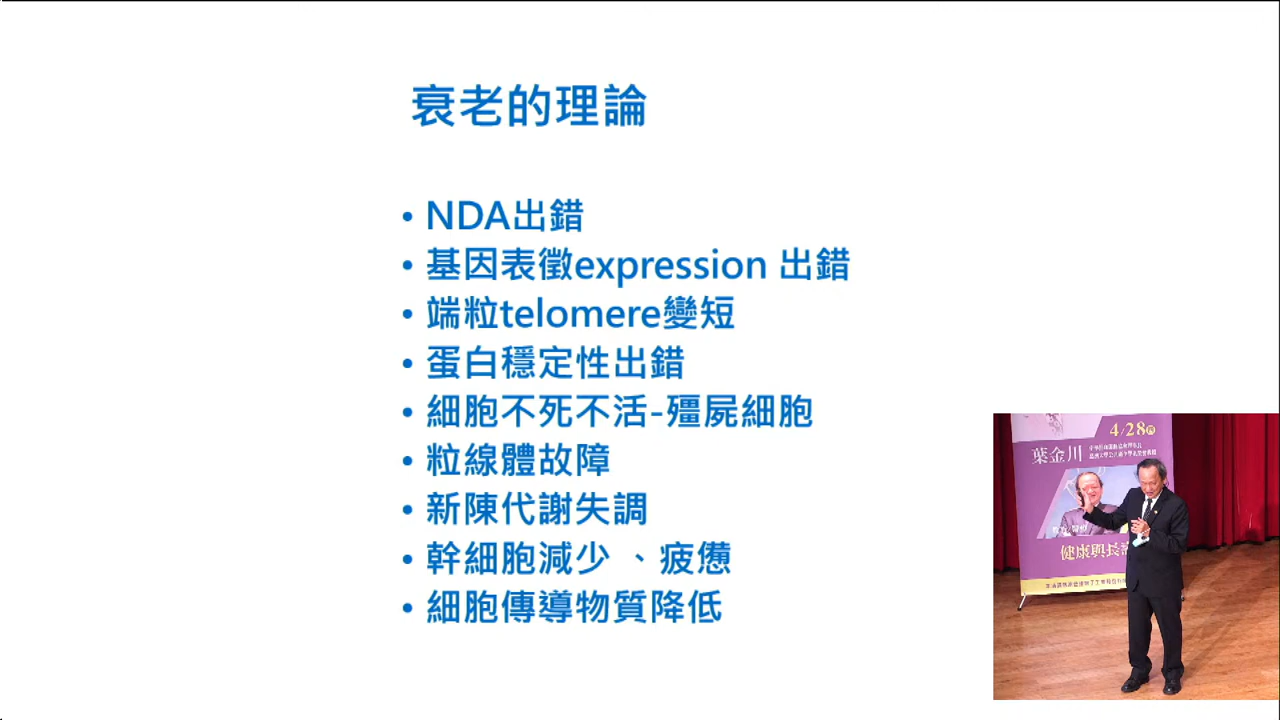 衰老的理論
• NDA出錯
• 基因表徵expression 出錯
• 端粒telomere變短
• 蛋白穩定性出錯
• 細胞不死不活-殭屍細胞
• 粒線體故障
• 新陳代謝失調
• 幹細胞減少 、疲憊
• 細胞傳導物質降低
4/28
葉金川
健康與長